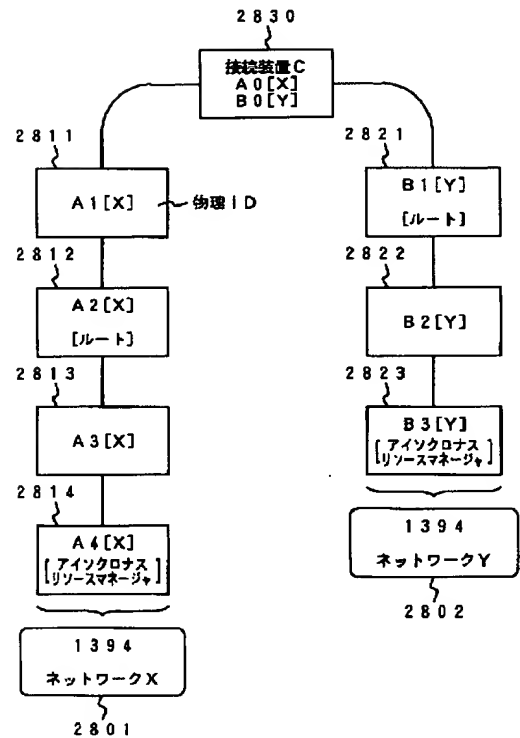 2830
接続装置C
A0[X]
B0[Y]
2811
A1[X]
物理ID
2821
B1[Y]
[ルート]
2812
A2[X]
[ルート]
2822
B2[Y]
2813
A3[X]
2823
B3[Y]
[アイソクロナス
リソースマネージャ]
2814
A4[X]
[アイソクロナス
リソースマネージャ]
1394
ネットワークY
2802
1394
ネットワークX
2801